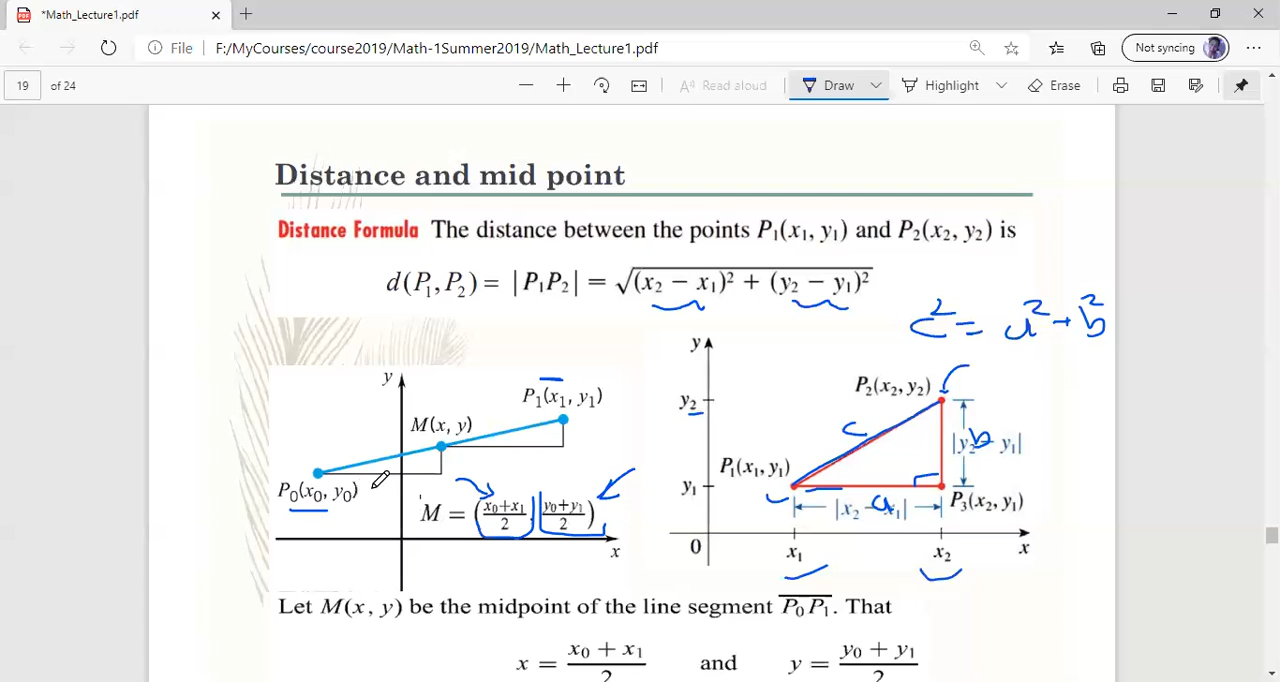 *Math_Lecture1.pdf
File F:/MyCourses/course2019/Math-1Summer2019/Math_Lecture1.pdf Not syncing
19 of 24 Read aloud Draw Highlight Erase
Distance and mid point
Distance Formula The distance between the points P₁(x₁, y₁) and P₂(x₂, y₂) is
d(P₁,P₂) = |P₁P₂| = √(x₂ − x₁)² + (y₂ − y₁)²
c² = a² + b²
y
P₁(x₁, y₁)
M(x, y)
P₀(x₀, y₀)
M = (x₀+x₁/2, y₀+y₁/2)
x
y
P₂(x₂, y₂)
y₂
c
b
|y₂ − y₁|
P₁(x₁, y₁)
y₁
a
|x₂ − x₁|
P₃(x₂, y₁)
0
x₁
x₂
x
Let M(x, y) be the midpoint of the line segment P₀P₁. That
x = x₀ + x₁/2 and y = y₀ + y₁/2